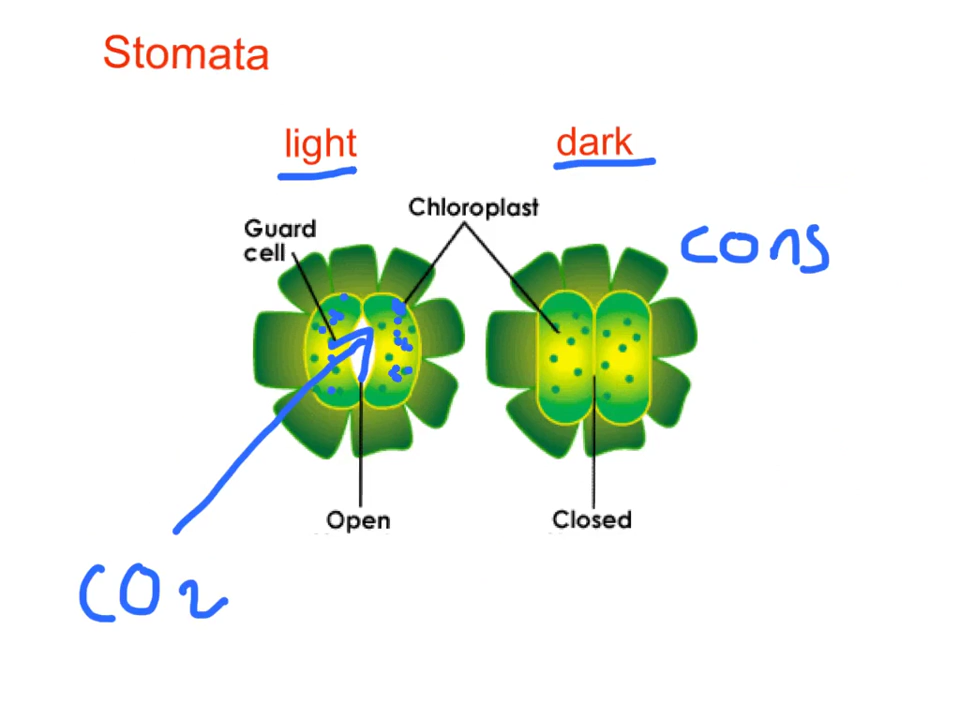 Stomata
light
dark
Chloroplast
Guard
cell
cons
Open
Closed
CO2